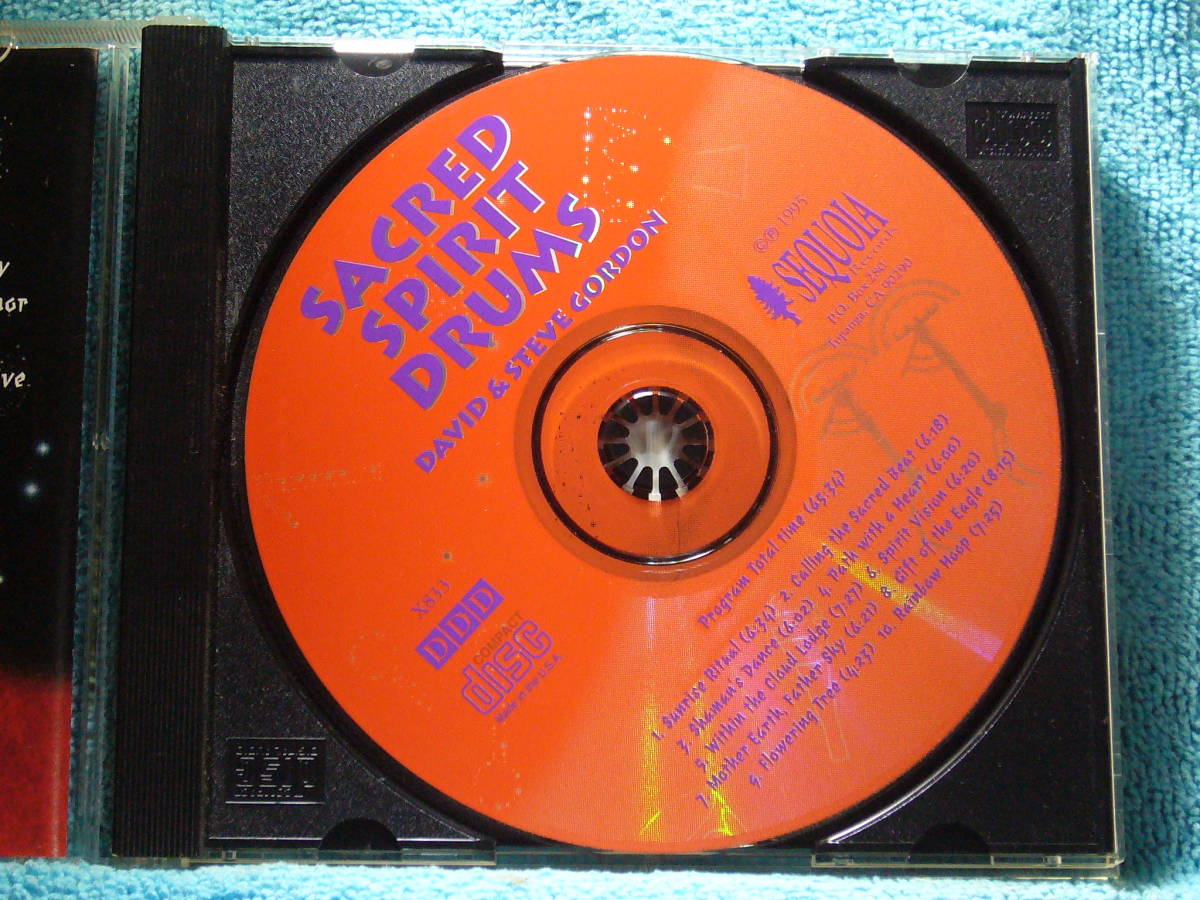 SACRED
SPIRIT
DRUMS
DAVID & STEVE GORDON
©℗ 1995
SEQUOIA
Records
P.O. Box 280
Topanga, CA 90290
Program Total time (65:34)
1. Sunrise Ritual (6:34) 2. Calling the Sacred Beat (6:18)
3. Shaman's Dance (6:02) 4. Path with a Heart (6:00)
5. Within the Cloud Lodge (7:27) 6. Spirit Vision (6:20)
7. Mother Earth, Father Sky (6:21) 8. Gift of the Eagle (8:15)
9. Flowering Tree (4:23) 10. Rainbow Hoop (7:25)
X833
DDD
COMPACT
disc
Made in the U.S.A.